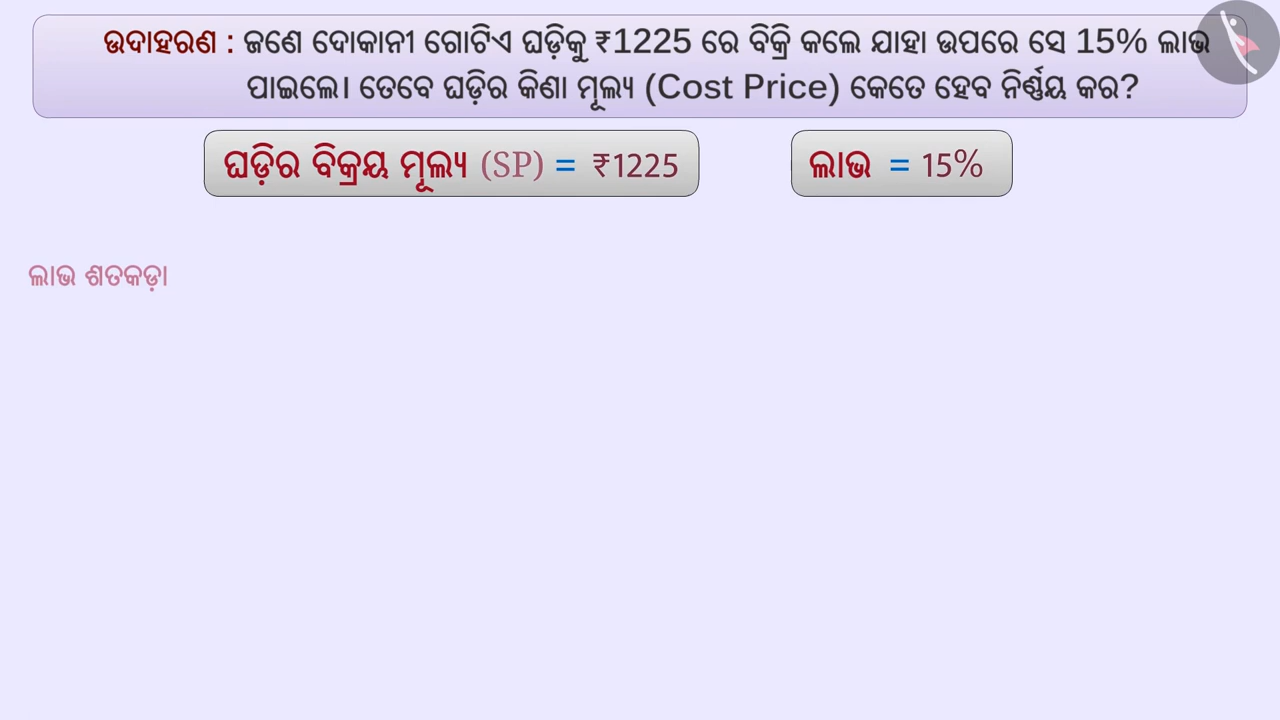 ଉଦାହରଣ : ଜଣେ ଦୋକାନୀ ଗୋଟିଏ ଘଡ଼ିକୁ ₹1225 ରେ ବିକ୍ରି କଲେ ଯାହା ଉପରେ ସେ 15% ଲାଭ
ପାଇଲେ। ତେବେ ଘଡ଼ିର କିଣା ମୂଲ୍ୟ (Cost Price) କେତେ ହେବ ନିର୍ଣ୍ଣୟ କର?
ଘଡ଼ିର ବିକ୍ରୟ ମୂଲ୍ୟ (SP) = ₹1225 ଲାଭ = 15%
ଲାଭ ଶତକଡ଼ା